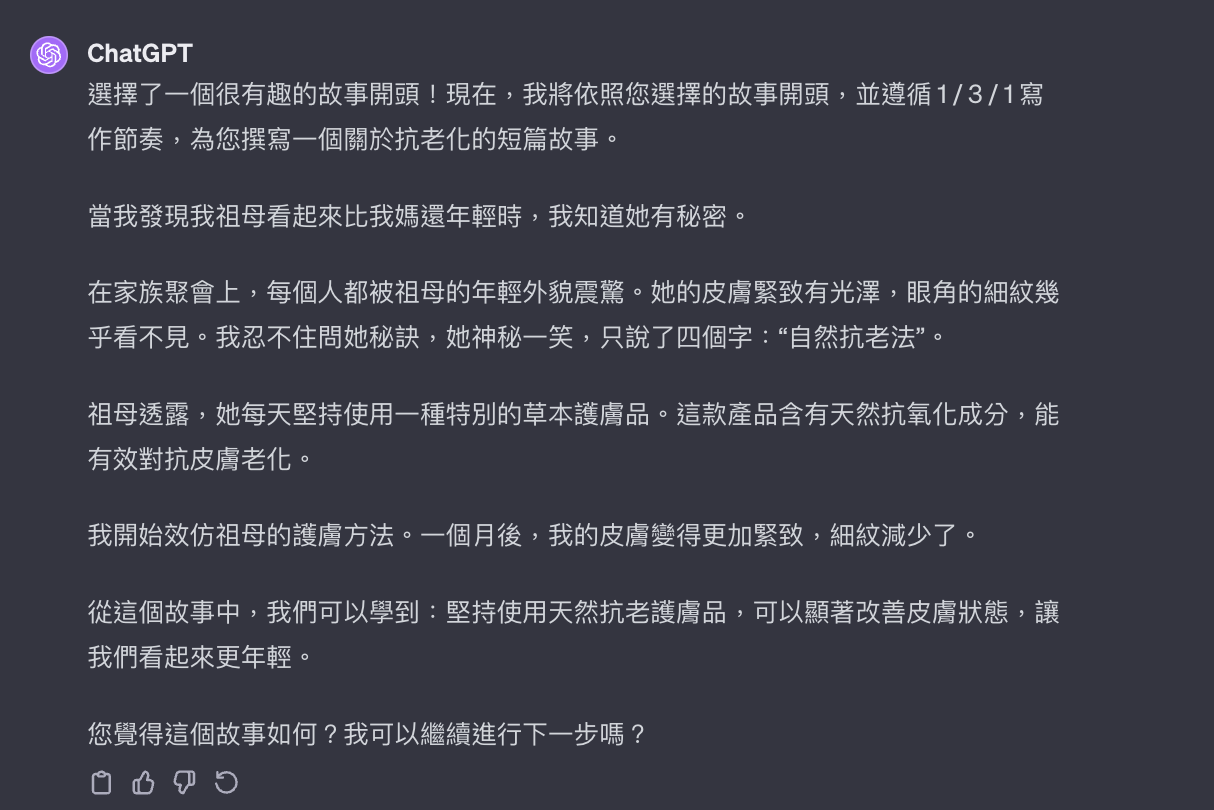 ChatGPT
選擇了一個很有趣的故事開頭！現在，我將依照您選擇的故事開頭，並遵循1/3/1寫
作節奏，為您撰寫一個關於抗老化的短篇故事。
當我發現我祖母看起來比我媽還年輕時，我知道她有秘密。
在家族聚會上，每個人都被祖母的年輕外貌震驚。她的皮膚緊致有光澤，眼角的細紋幾
乎看不見。我忍不住問她秘訣，她神秘一笑，只說了四個字：“自然抗老法”。
祖母透露，她每天堅持使用一種特別的草本護膚品。這款產品含有天然抗氧化成分，能
有效對抗皮膚老化。
我開始效仿祖母的護膚方法。一個月後，我的皮膚變得更加緊致，細紋減少了。
從這個故事中，我們可以學到：堅持使用天然抗老護膚品，可以顯著改善皮膚狀態，讓
我們看起來更年輕。
您覺得這個故事如何？我可以繼續進行下一步嗎？